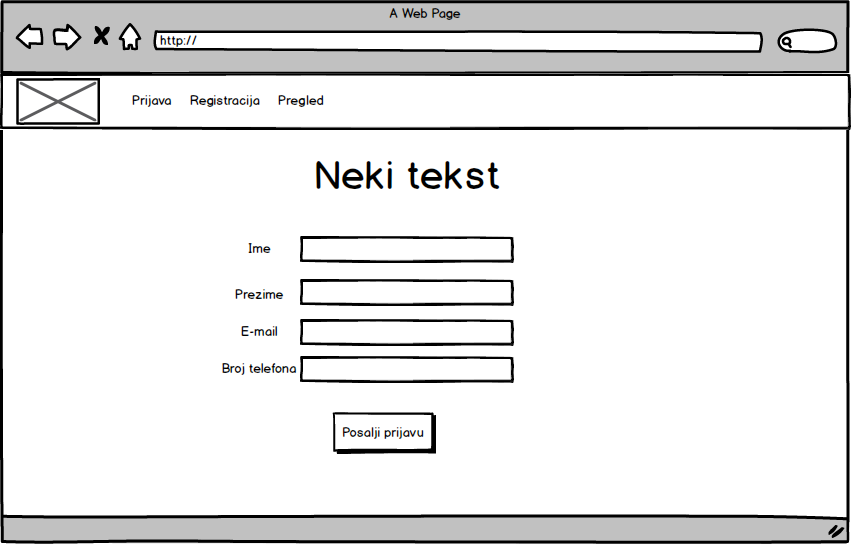 A Web Page
http://
Prijava Registracija Pregled
Neki tekst
Ime
Prezime
E-mail
Broj telefona
Posalji prijavu